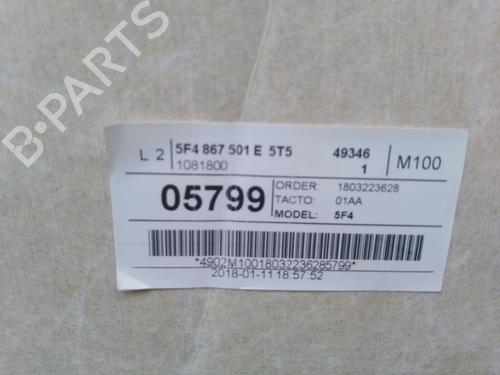 L 2 5F4 867 501 E 5T5 49346 M100
1081800 1
05799 ORDER: 1803223628
TACTO: 01AA
MODEL: 5F4
*4902M10018032236285799*
2018-01-11 18:57:52
B-PARTS